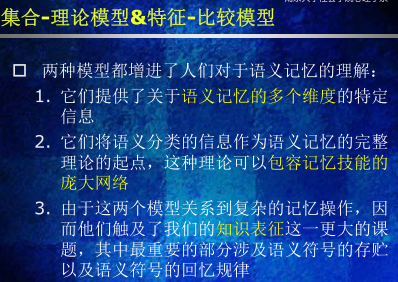 集合-理论模型&特征-比较模型
两种模型都增进了人们对于语义记忆的理解：
1. 它们提供了关于语义记忆的多个维度的特定
信息
2. 它们将语义分类的信息作为语义记忆的完整
理论的起点，这种理论可以包容记忆技能的
庞大网络
3. 由于这两个模型关系到复杂的记忆操作，因
而他们触及了我们的知识表征这一更大的课
题，其中最重要的部分涉及语义符号的存贮
以及语义符号的回忆规律